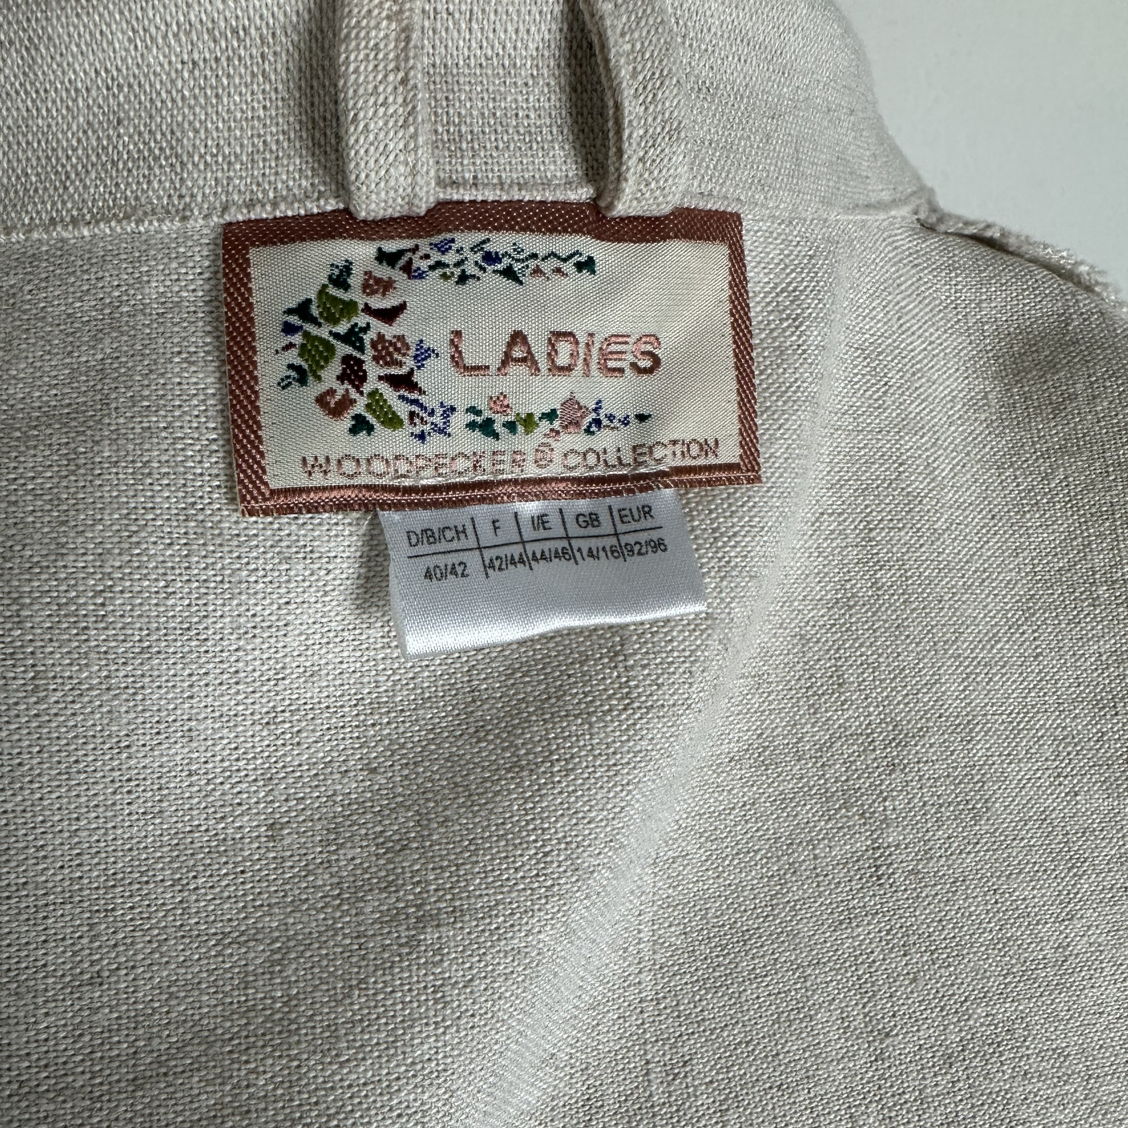 LADIES
WOODPECKER® COLLECTION
D/B/CH F I/E GB EUR
40/42 42/44 44/46 14/16 92/96